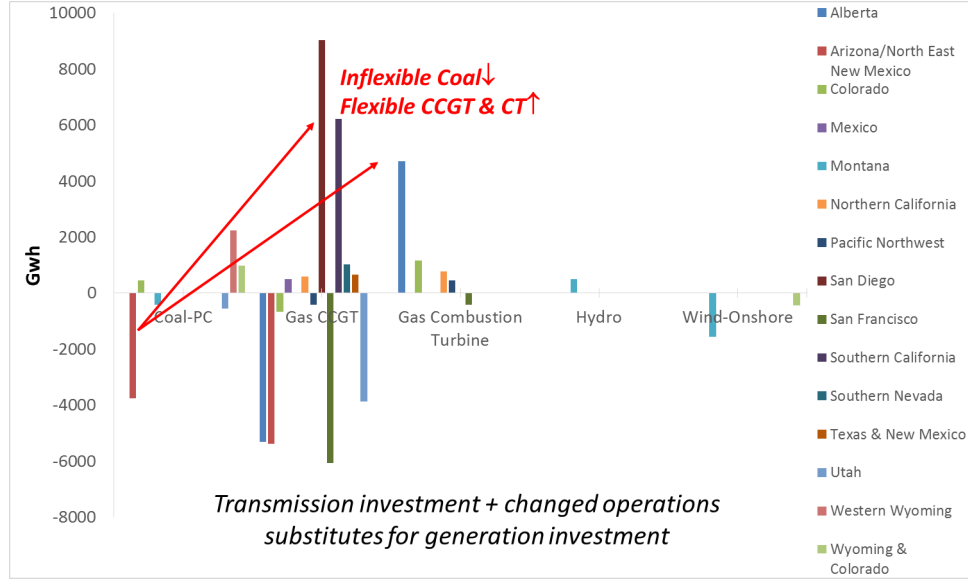 10000
8000
6000
4000
2000
0
-2000
-4000
-6000
-8000
Gwh
Inflexible Coal↓
Flexible CCGT & CT↑
Coal-PC
Gas CCGT
Gas Combustion
Turbine
Hydro
Wind-Onshore
Transmission investment + changed operations
substitutes for generation investment
Alberta
Arizona/North East
New Mexico
Colorado
Mexico
Montana
Northern California
Pacific Northwest
San Diego
San Francisco
Southern California
Southern Nevada
Texas & New Mexico
Utah
Western Wyoming
Wyoming &
Colorado